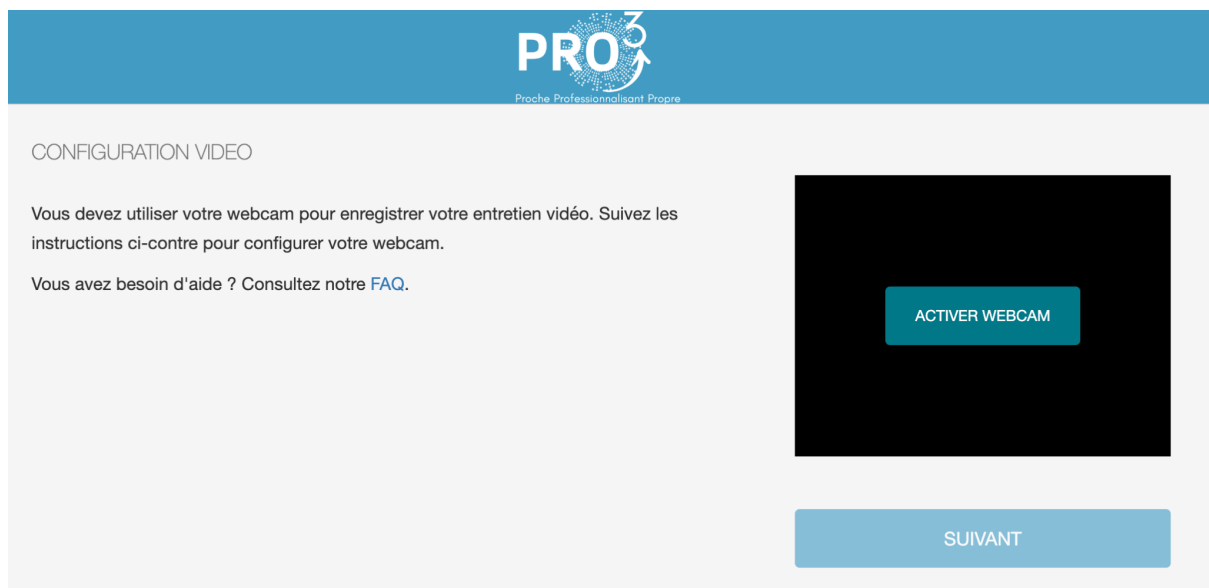 PRO3
Proche Professionnalisant Propre
CONFIGURATION VIDEO
Vous devez utiliser votre webcam pour enregistrer votre entretien vidéo. Suivez les
instructions ci-contre pour configurer votre webcam.
Vous avez besoin d'aide ? Consultez notre FAQ.
ACTIVER WEBCAM
SUIVANT